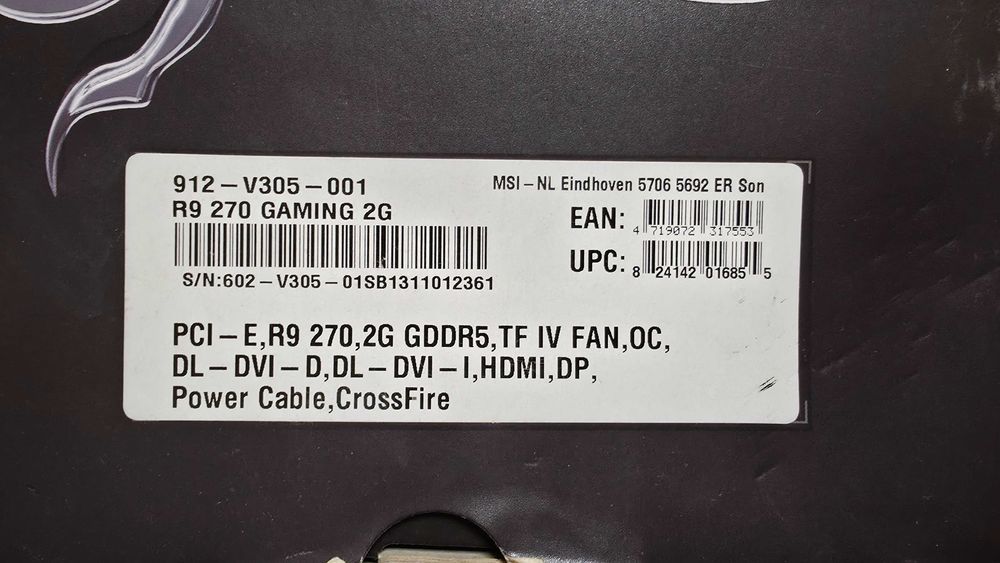 912-V305-001
R9 270 GAMING 2G
S/N:602-V305-01SB1311012361
MSI-NL Eindhoven 5706 5692 ER Son
EAN: 4 719072 317553
UPC: 8 24142 01685 5
PCI-E,R9 270,2G GDDR5,TF IV FAN,OC,
DL-DVI-D,DL-DVI-I,HDMI,DP,
Power Cable,CrossFire